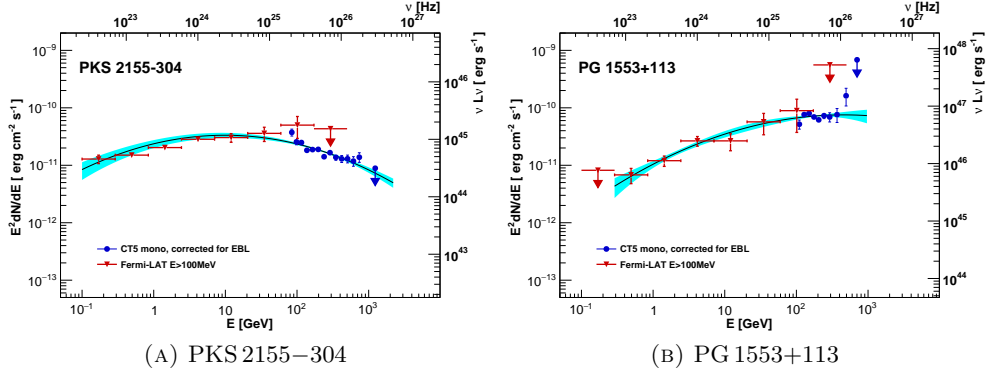 ν [Hz]
10²³ 10²⁴ 10²⁵ 10²⁶ 10²⁷
PKS 2155-304
E²dN/dE [ erg cm⁻² s⁻¹ ]
10⁻⁹
10⁻¹⁰
10⁻¹¹
10⁻¹²
10⁻¹³
ν Lν [ erg s⁻¹ ]
10⁴⁶
10⁴⁵
10⁴⁴
10⁴³
CT5 mono, corrected for EBL
Fermi-LAT E>100MeV
10⁻¹ 1 10 10² 10³
E [GeV]
(A) PKS 2155−304
ν [Hz]
10²³ 10²⁴ 10²⁵ 10²⁶ 10²⁷
PG 1553+113
E²dN/dE [ erg cm⁻² s⁻¹ ]
10⁻⁹
10⁻¹⁰
10⁻¹¹
10⁻¹²
10⁻¹³
ν Lν [ erg s⁻¹ ]
10⁴⁸
10⁴⁷
10⁴⁶
10⁴⁵
10⁴⁴
CT5 mono, corrected for EBL
Fermi-LAT E>100MeV
10⁻¹ 1 10 10² 10³
E [GeV]
(B) PG 1553+113